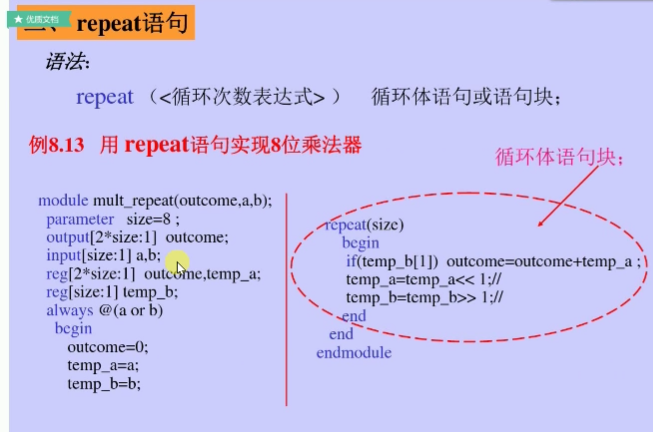 优质文档
三、repeat语句
语法：
repeat （<循环次数表达式> ） 循环体语句或语句块；
例8.13 用 repeat语句实现8位乘法器
循环体语句块；
module mult_repeat(outcome,a,b);
parameter size=8 ;
output[2*size:1] outcome;
input[size:1] a,b;
reg[2*size:1] outcome,temp_a;
reg[size:1] temp_b;
always @(a or b)
begin
outcome=0;
temp_a=a;
temp_b=b;
repeat(size)
begin
if(temp_b[1]) outcome=outcome+temp_a ;
temp_a=temp_a<< 1;//
temp_b=temp_b>> 1;//
end
end
endmodule